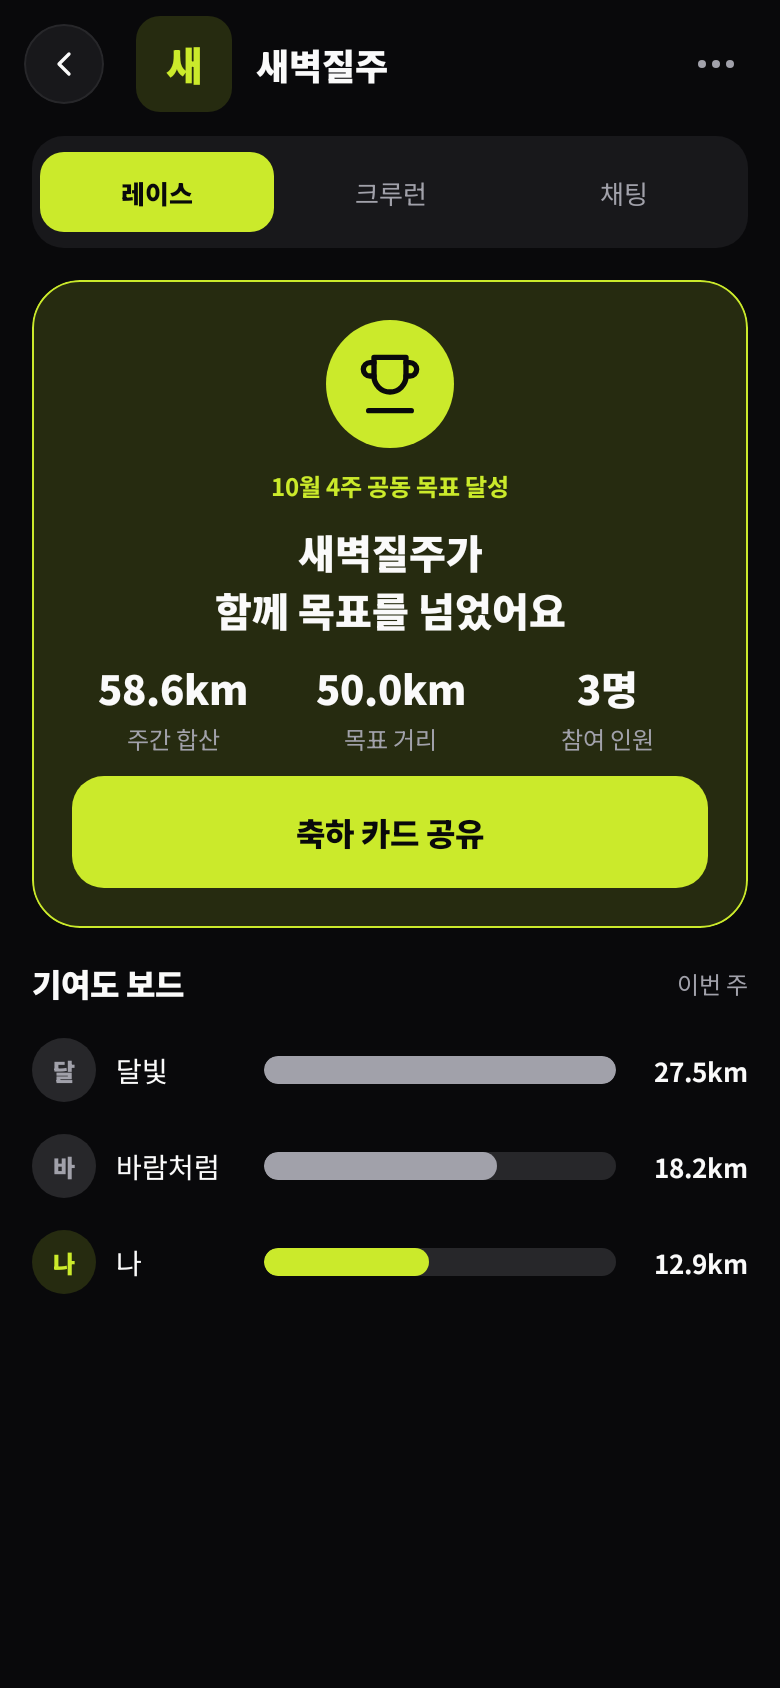 새 새벽질주
레이스 크루런 채팅
10월 4주 공동 목표 달성
새벽질주가
함께 목표를 넘었어요
58.6km 50.0km 3명
주간 합산 목표 거리 참여 인원
축하 카드 공유
기여도 보드 이번 주
달 달빛 27.5km
바 바람처럼 18.2km
나 나 12.9km